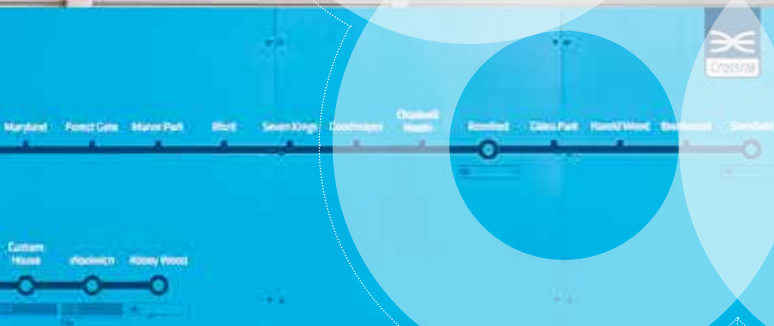 Crossrail
Maryland Forest Gate Manor Park Ilford Seven Kings Goodmayes Chadwell Heath Romford Gidea Park Harold Wood Brentwood Shenfield
Custom House Woolwich Abbey Wood